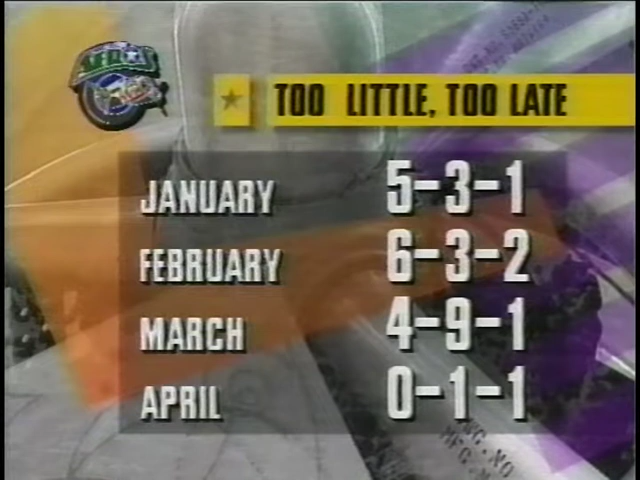 TOO LITTLE, TOO LATE
JANUARY 5-3-1
FEBRUARY 6-3-2
MARCH 4-9-1
APRIL 0-1-1